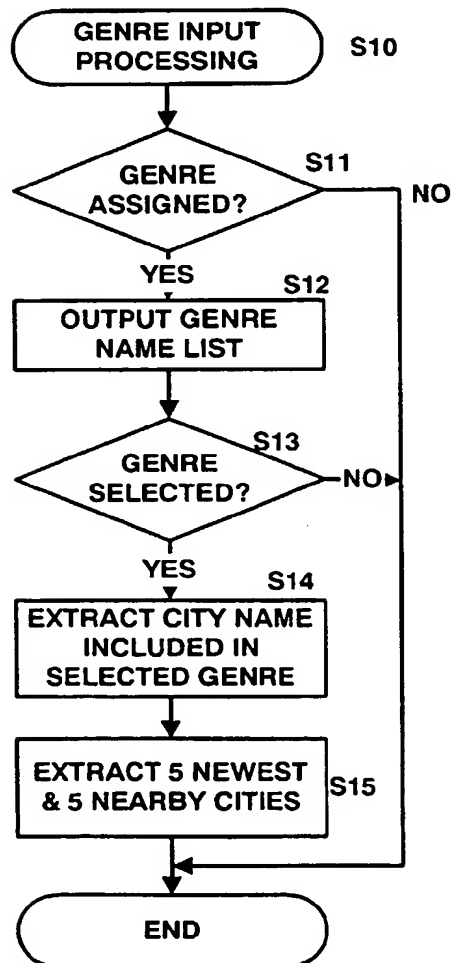 GENRE INPUT
PROCESSING
S10
GENRE
ASSIGNED?
S11
NO
YES
S12
OUTPUT GENRE
NAME LIST
S13
GENRE
SELECTED?
NO
YES
S14
EXTRACT CITY NAME
INCLUDED IN
SELECTED GENRE
EXTRACT 5 NEWEST
& 5 NEARBY CITIES
S15
END